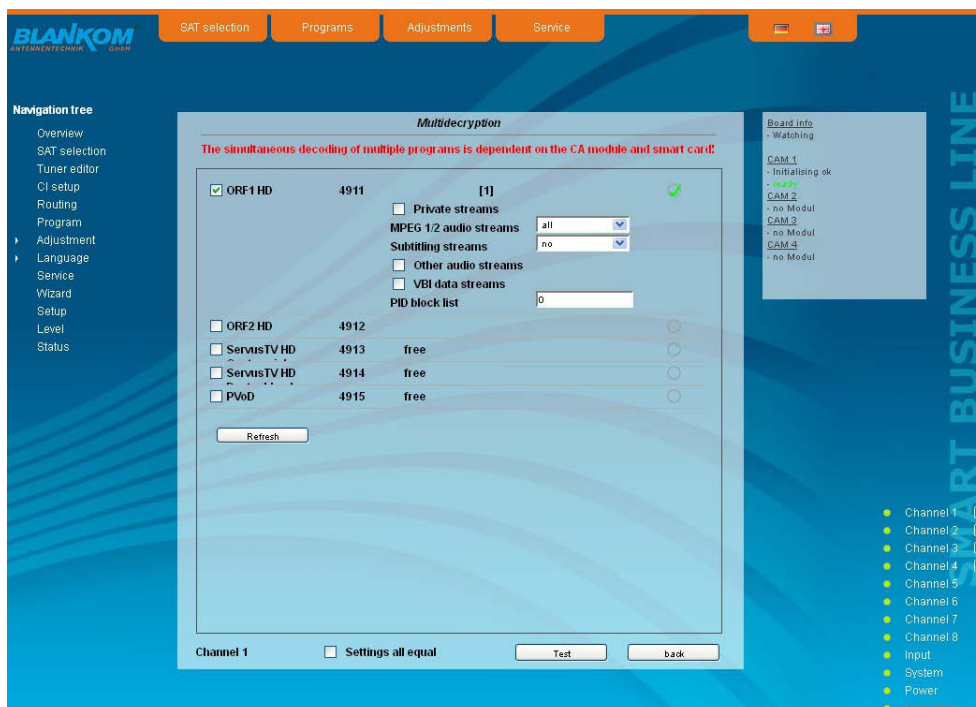 BLANKOM
ANTENNENTECHNIK GmbH
SAT selection
Programs
Adjustments
Service
Navigation tree
Overview
SAT selection
Tuner editor
CI setup
Routing
Program
Adjustment
Language
Service
Wizard
Setup
Level
Status
Multidecryption
The simultaneous decoding of multiple programs is dependent on the CA module and smart card!
ORF1 HD 4911 [1]
Private streams
MPEG 1/2 audio streams all
Subtitling streams no
Other audio streams
VBI data streams
PID block list 0
ORF2 HD 4912
ServusTV HD 4913 free
ServusTV HD 4914 free
PVoD 4915 free
Refresh
Channel 1
Settings all equal
Test
back
Board info
- Watching
CAM 1
- Initialising ok
- ready
CAM 2
- no Modul
CAM 3
- no Modul
CAM 4
- no Modul
SMART BUSINESS LINE
Channel 1
Channel 2
Channel 3
Channel 4
Channel 5
Channel 6
Channel 7
Channel 8
Input
System
Power